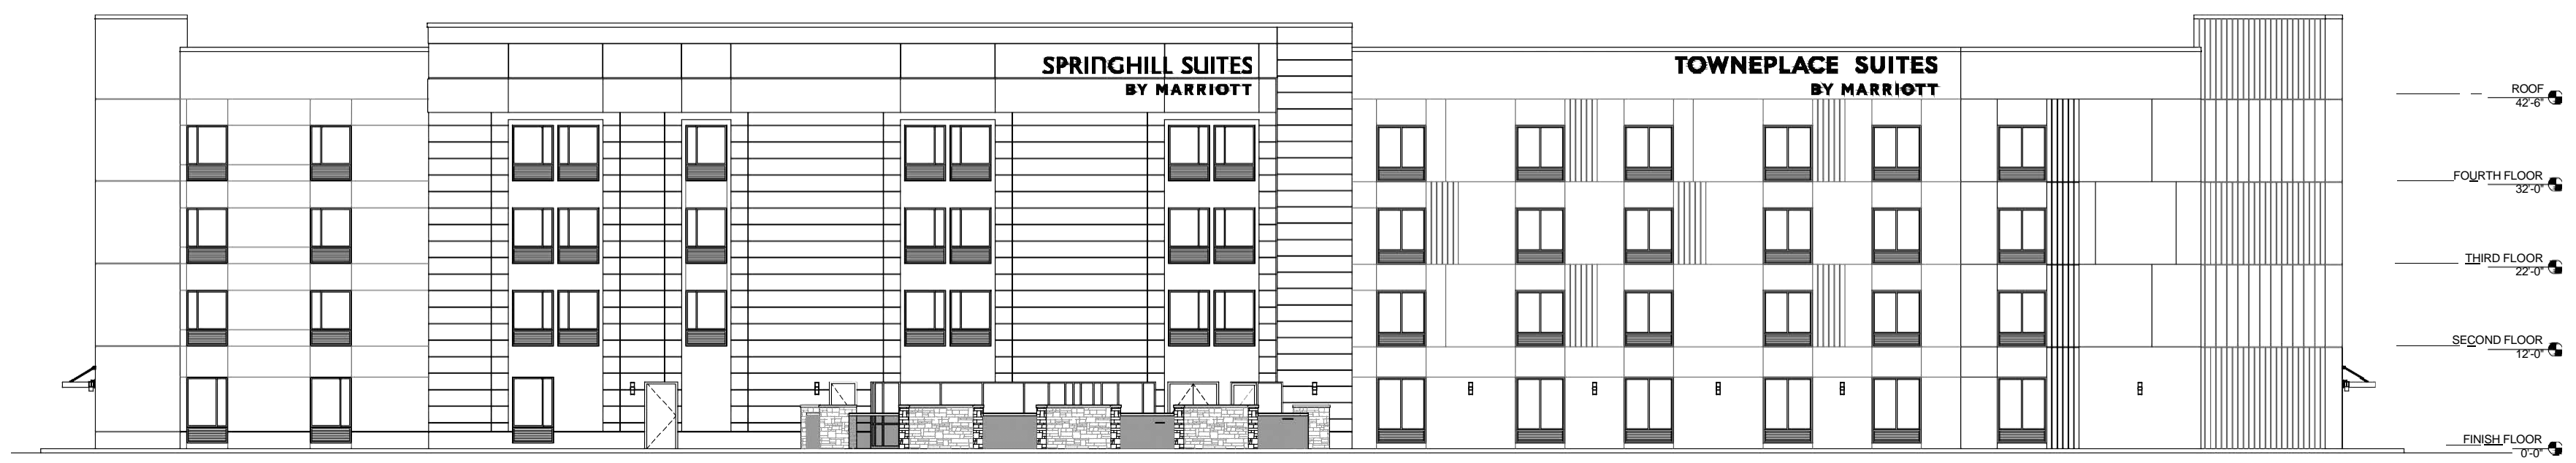 SPRINGHILL SUITES
BY MARRIOTT
TOWNEPLACE SUITES
BY MARRIOTT
ROOF
42'-6"
FOURTH FLOOR
32'-0"
THIRD FLOOR
22'-0"
SECOND FLOOR
12'-0"
FINISH FLOOR
0'-0"